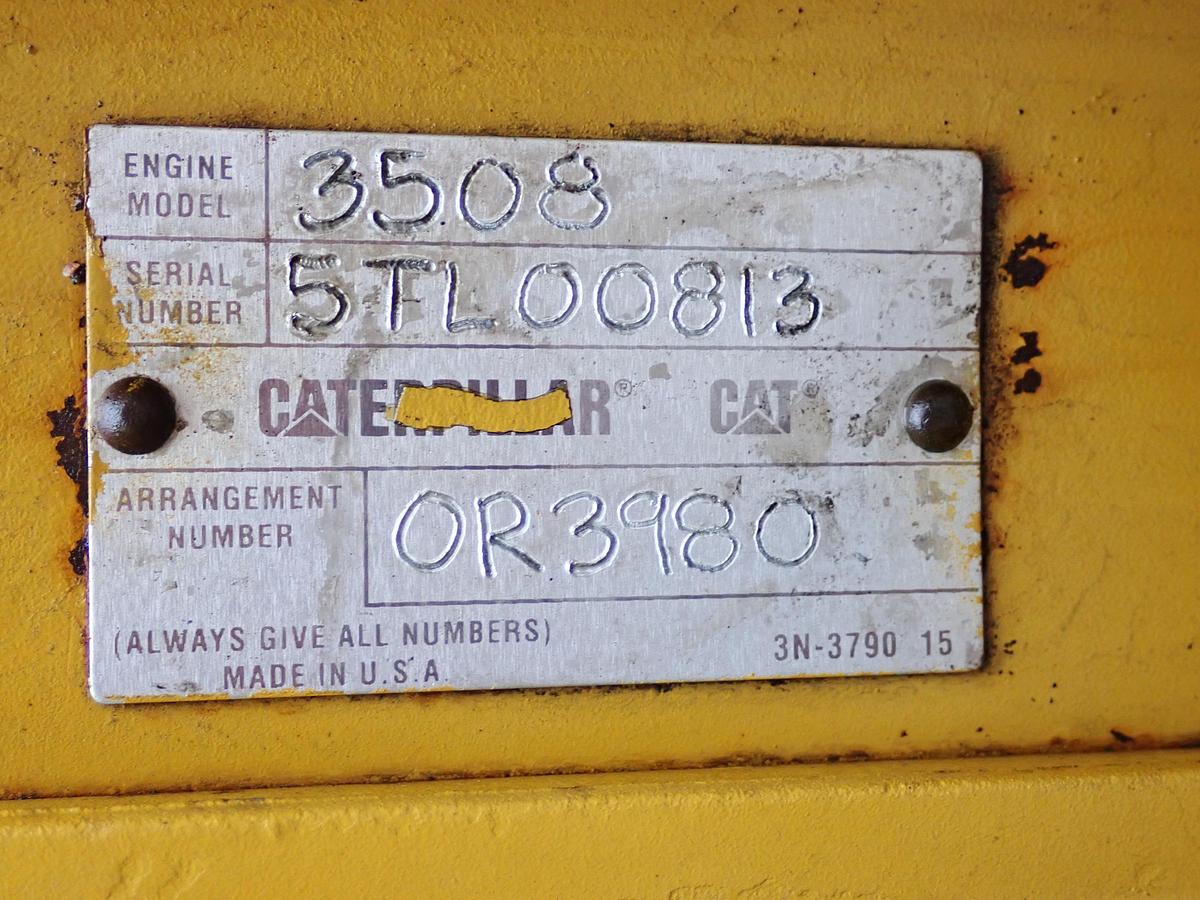 ENGINE MODEL 3508
SERIAL NUMBER 5TL00813
CATERPILLAR® CAT®
ARRANGEMENT NUMBER 0R3980
(ALWAYS GIVE ALL NUMBERS)
MADE IN U.S.A. 3N-3790 15